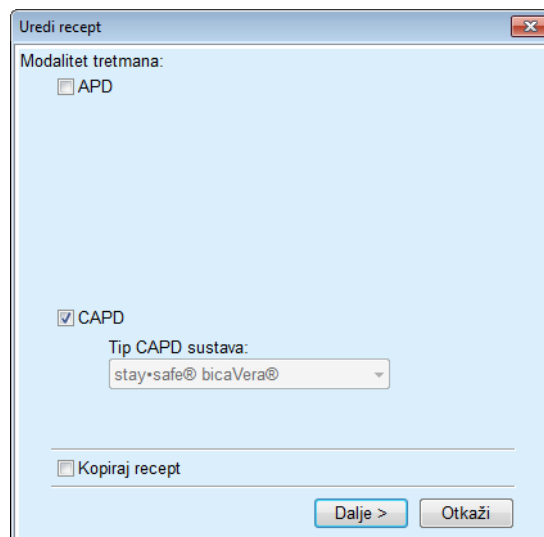 Uredi recept
Modalitet tretmana:
APD
CAPD
Tip CAPD sustava:
stay•safe® bicaVera®
Kopiraj recept
Dalje >
Otkaži